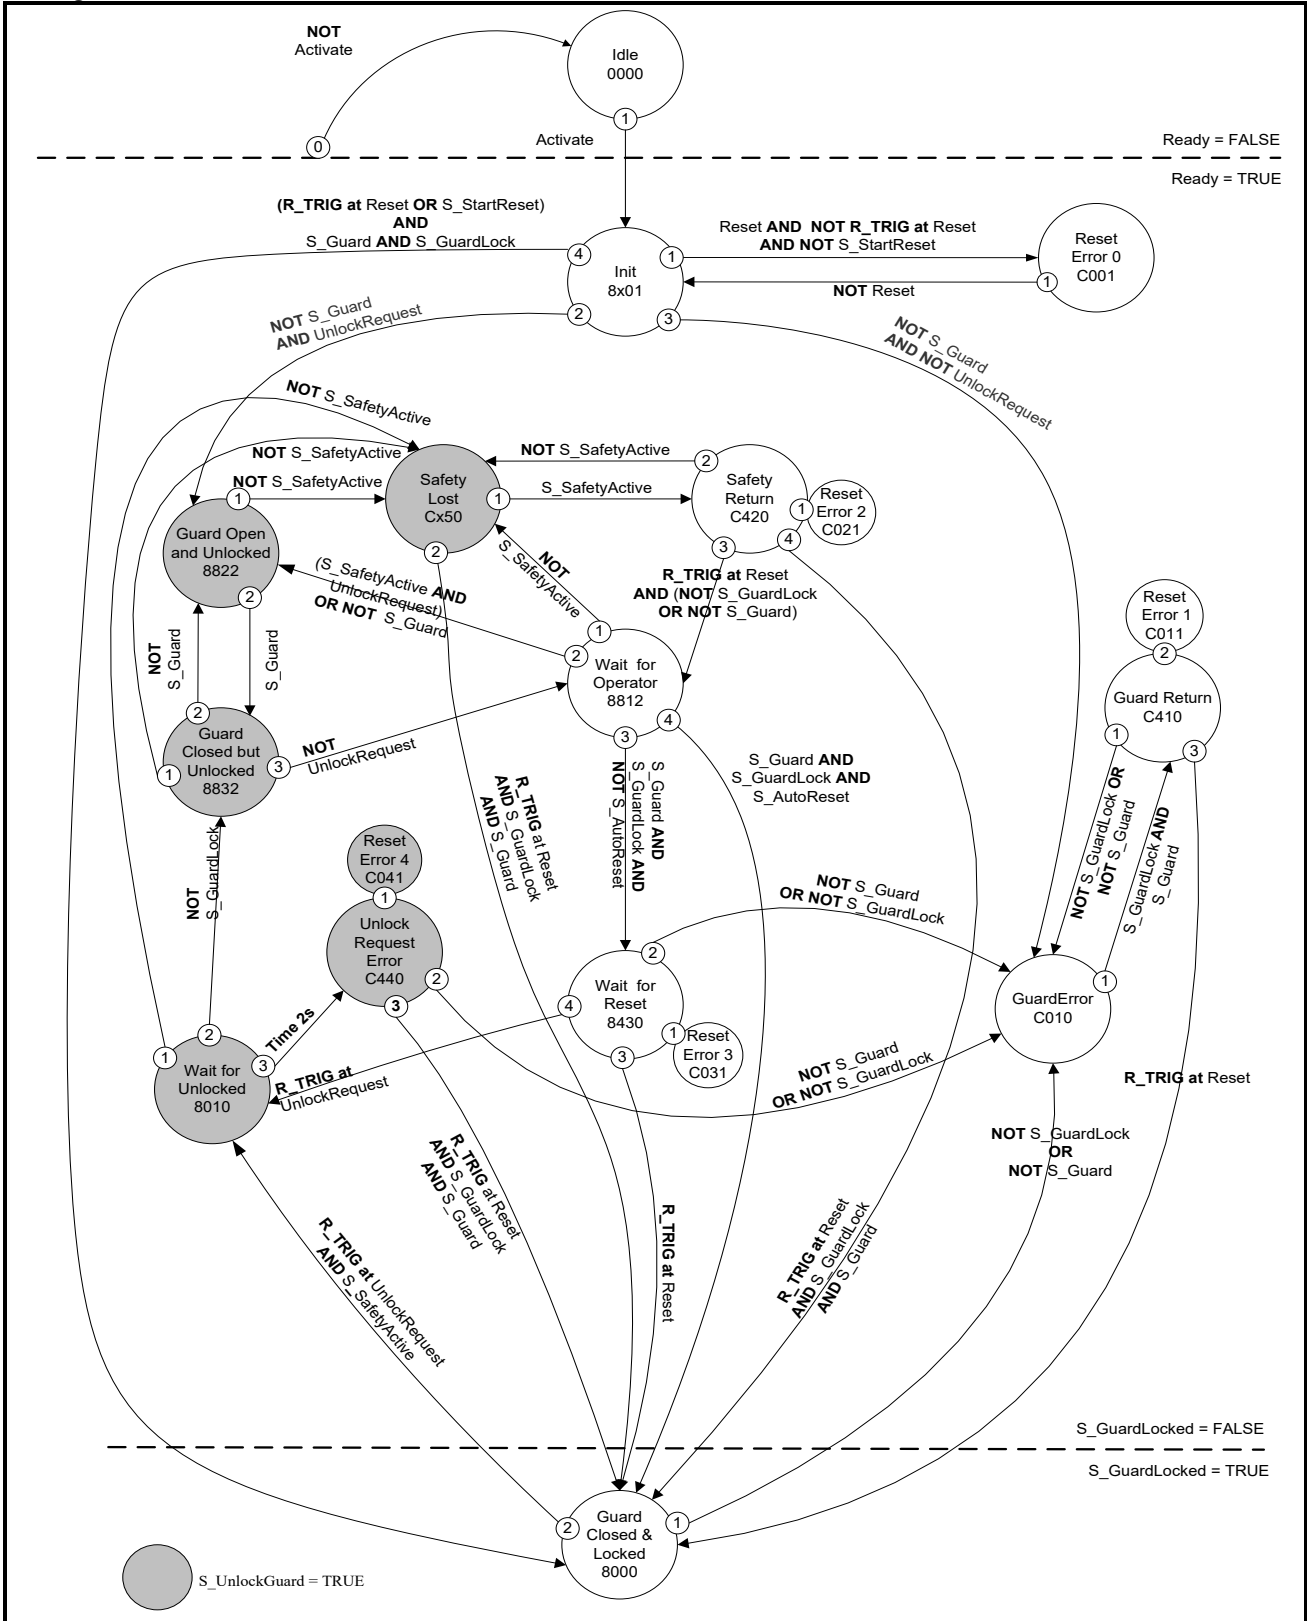 NOT
Activate
Idle
0000
1
0
Activate
Ready = FALSE
Ready = TRUE
(R_TRIG at Reset OR S_StartReset)
AND
S_Guard AND S_GuardLock
Reset AND NOT R_TRIG at Reset
AND NOT S_StartReset
Reset
Error 0
C001
4
1
Init
8x01
1
NOT Reset
2
3
NOT S_Guard
AND UnlockRequest
NOT S_Guard
AND NOT UnlockRequest
NOT S_SafetyActive
NOT S_SafetyActive
NOT S_SafetyActive
NOT S_SafetyActive
2
Safety
Lost
Cx50
1
2
S_SafetyActive
Safety
Return
C420
1
3
4
Reset
Error 2
C021
1
Guard Open
and Unlocked
8822
2
(S_SafetyActive AND
UnlockRequest)
OR NOT S_Guard
NOT
S_SafetyActive
R_TRIG at Reset
AND (NOT S_GuardLock
OR NOT S_Guard)
Reset
Error 1
C011
2
Guard Return
C410
1
3
NOT
S_Guard
S_Guard
1
2
Wait for
Operator
8812
3
4
2
Guard
Closed but
Unlocked
8832
1
3
NOT
UnlockRequest
S_Guard AND
S_GuardLock AND
NOT S_AutoReset
S_Guard AND
S_GuardLock AND
S_AutoReset
R_TRIG at Reset
AND S_GuardLock
AND S_Guard
NOT S_GuardLock OR
NOT S_Guard
S_GuardLock AND
S_Guard
NOT
S_GuardLock
Reset
Error 4
C041
1
Unlock
Request
Error
C440
2
3
NOT S_Guard
OR NOT S_GuardLock
2
Wait for
Reset
8430
4
1
3
Reset
Error 3
C031
1
GuardError
C010
2
1
3
Wait for
Unlocked
8010
Time 2s
R_TRIG at
UnlockRequest
NOT S_Guard
OR NOT S_GuardLock
R_TRIG at Reset
NOT S_GuardLock
OR
NOT S_Guard
R_TRIG at Reset
AND S_GuardLock
AND S_Guard
R_TRIG at UnlockRequest
AND S_SafetyActive
R_TRIG at Reset
R_TRIG at Reset
AND S_GuardLock
AND S_Guard
S_GuardLocked = FALSE
S_GuardLocked = TRUE
2
1
Guard
Closed &
Locked
8000
S_UnlockGuard = TRUE